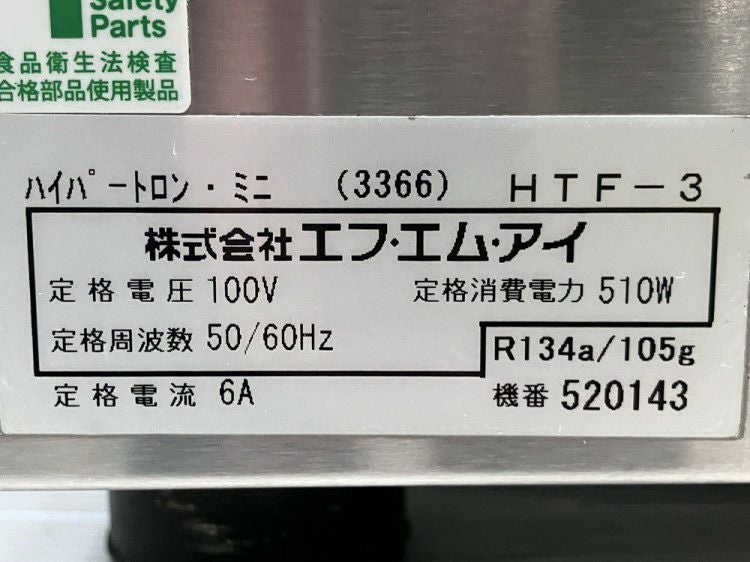 Safety
Parts
食品衛生法検査
合格部品使用製品
ハイパートロン・ミニ (3366) HTF-3
株式会社エフ・エム・アイ
定格電圧 100V 定格消費電力 510W
定格周波数 50/60Hz
R134a/105g
定格電流 6A 機番 520143